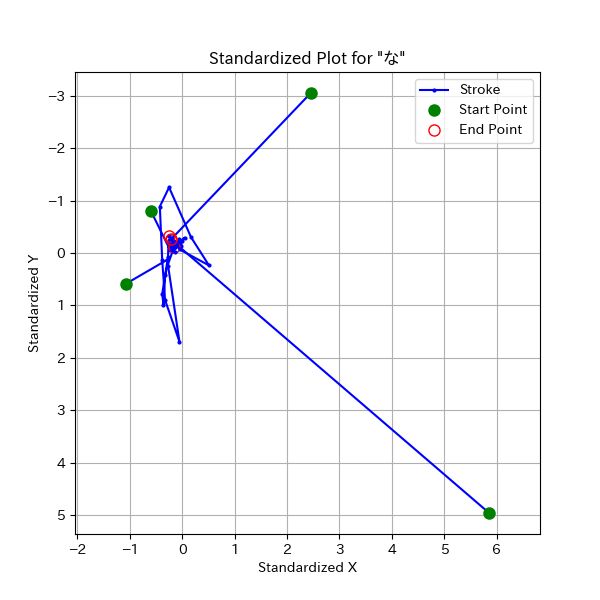 Standardized Plot for "な"
Stroke
Start Point
End Point
−3
−2
−1
0
1
2
3
4
5
Standardized Y
−2 −1 0 1 2 3 4 5 6
Standardized X